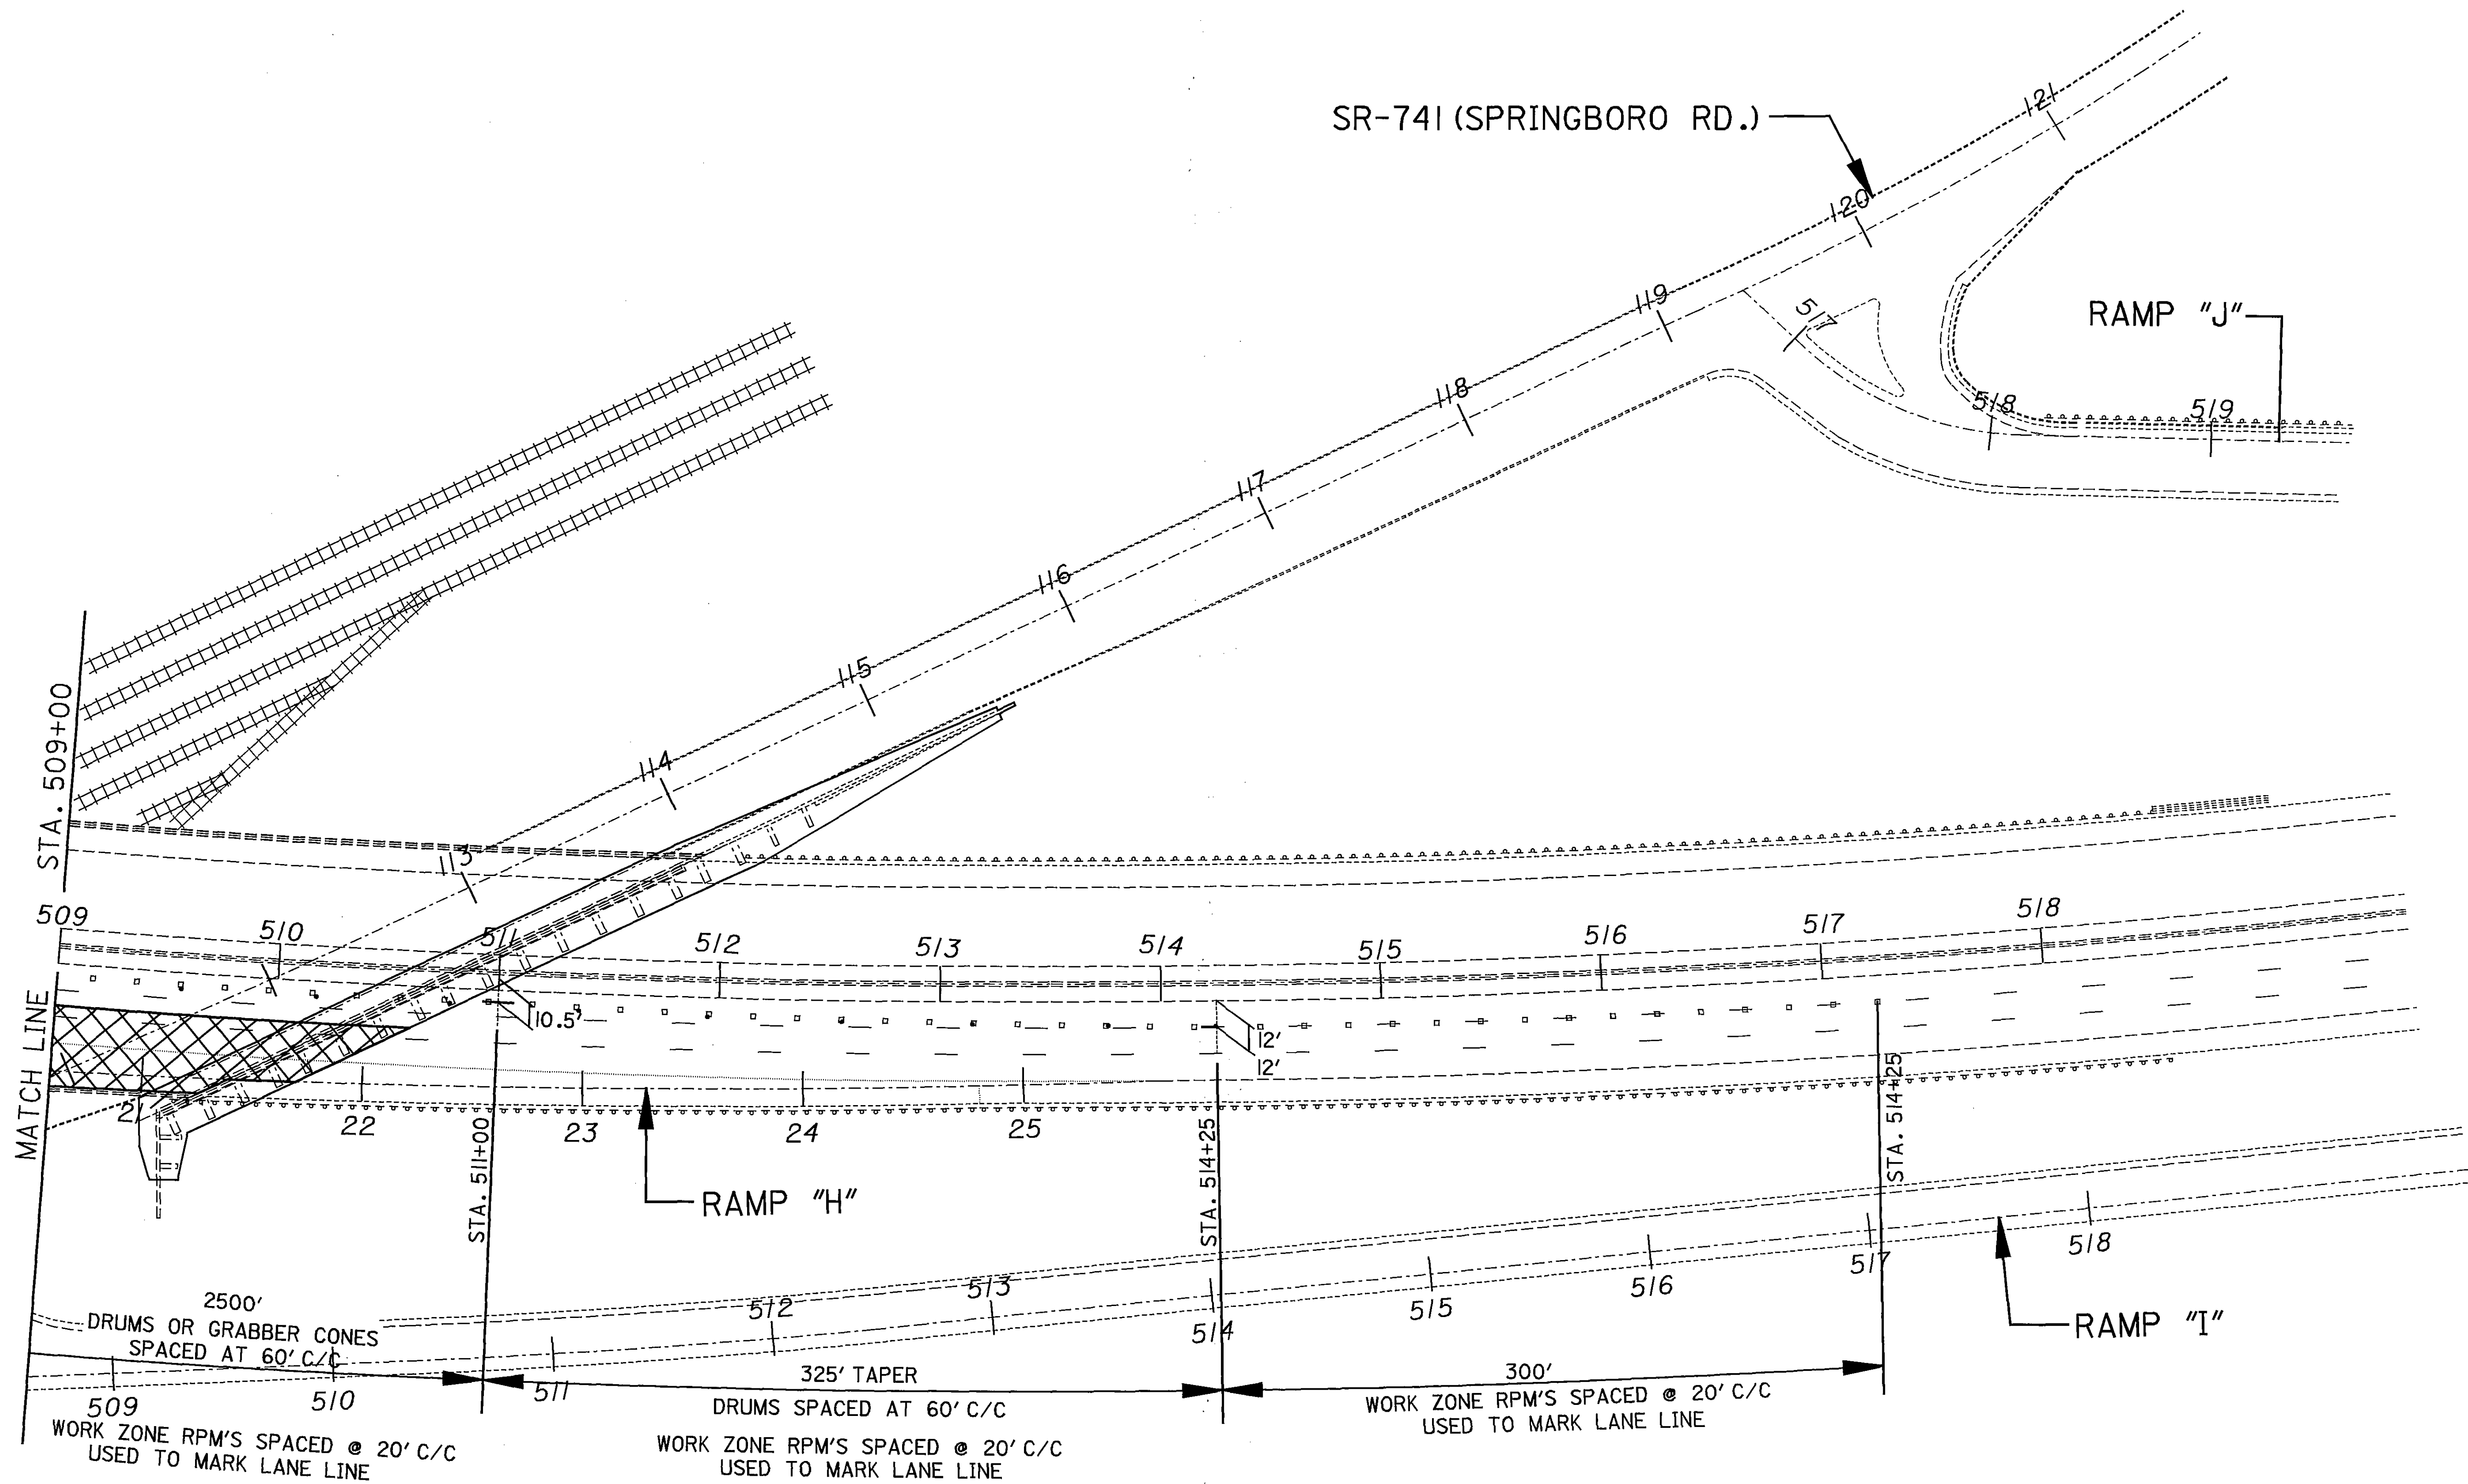 SR-741 (SPRINGBORO RD.)
121
120
119
118
117
116
115
114
113
517
518
519
RAMP "J"
STA. 509+00
MATCH LINE
509
510
511
512
513
514
515
516
517
518
10.5'
12'
12'
21
22
23
24
25
RAMP "H"
STA. 511+00
STA. 514+25
STA. 514+25
509
510
511
512
513
514
515
516
517
518
RAMP "I"
2500'
DRUMS OR GRABBER CONES
SPACED AT 60' C/C
WORK ZONE RPM'S SPACED @ 20' C/C
USED TO MARK LANE LINE
325' TAPER
DRUMS SPACED AT 60' C/C
WORK ZONE RPM'S SPACED @ 20' C/C
USED TO MARK LANE LINE
300'
WORK ZONE RPM'S SPACED @ 20' C/C
USED TO MARK LANE LINE